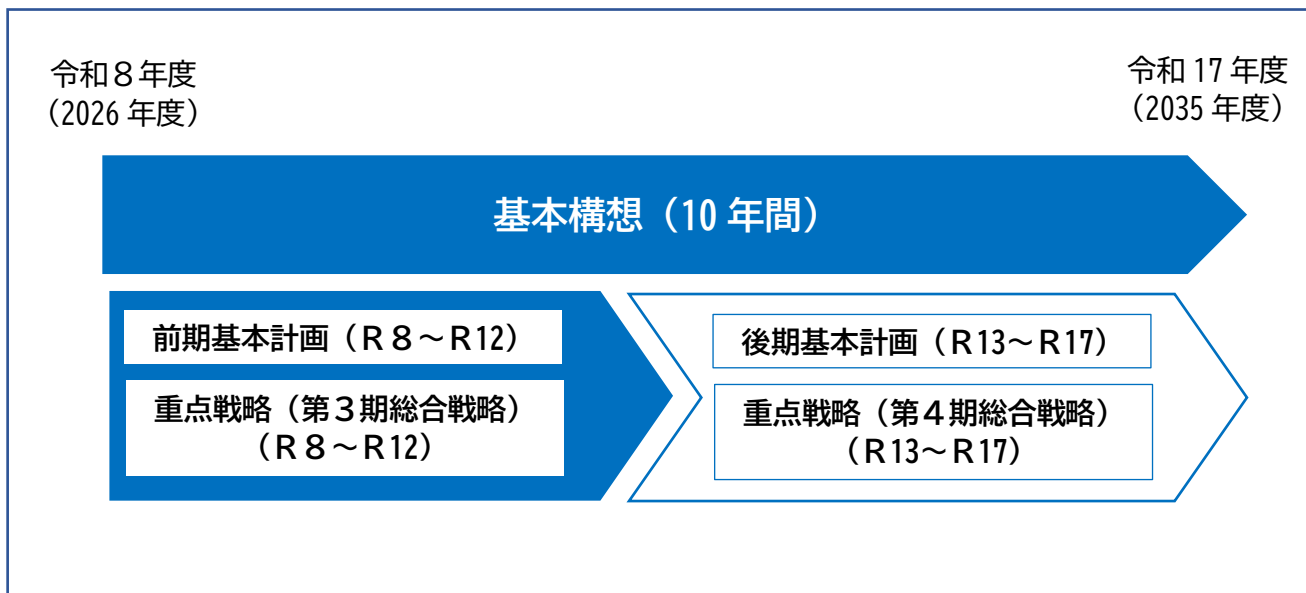 令和８年度
（2026 年度）
令和 17 年度
（2035 年度）
基本構想（10 年間）
前期基本計画（Ｒ８～Ｒ12）
重点戦略（第３期総合戦略）
（Ｒ８～Ｒ12）
後期基本計画（Ｒ13～Ｒ17）
重点戦略（第４期総合戦略）
（Ｒ13～Ｒ17）